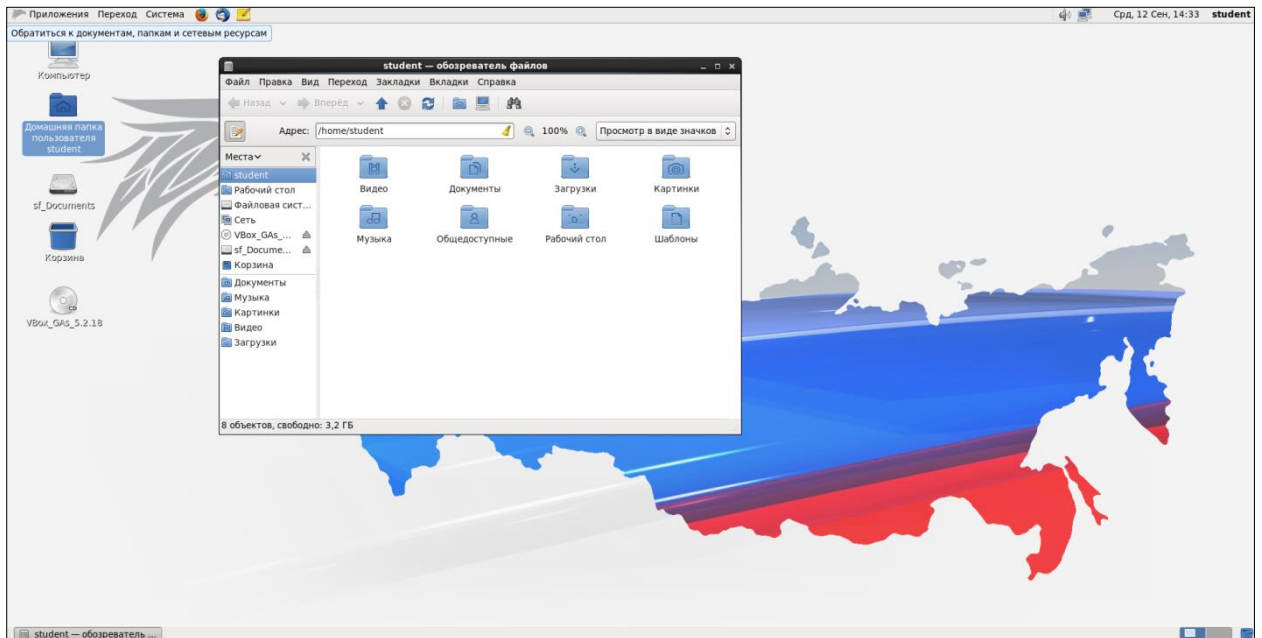 Приложения Переход Система
Срд, 12 Сен, 14:33 student
Обратиться к документам, папкам и сетевым ресурсам
Компьютер
Домашняя папка
пользователя
student
sf_Documents
Корзина
CD
VBox_GAs_5.2.18
student — обозреватель файлов
Файл Правка Вид Переход Закладки Вкладки Справка
Назад Вперёд
Адрес: /home/student 100% Просмотр в виде значков
Места
student
Рабочий стол
Файловая сист...
Сеть
VBox_GAs_...
sf_Docume...
Корзина
Документы
Музыка
Картинки
Видео
Загрузки
Видео Документы Загрузки Картинки
Музыка Общедоступные Рабочий стол Шаблоны
8 объектов, свободно: 3,2 ГБ
student — обозреватель ...